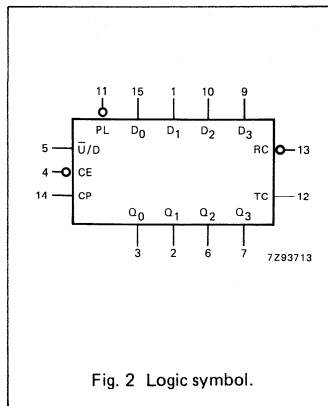 11 15 1 10 9
PL D0 D1 D2 D3
5 U̅/D RC 13
4 CE
14 CP TC 12
Q0 Q1 Q2 Q3
3 2 6 7
7Z93713
Fig. 2 Logic symbol.